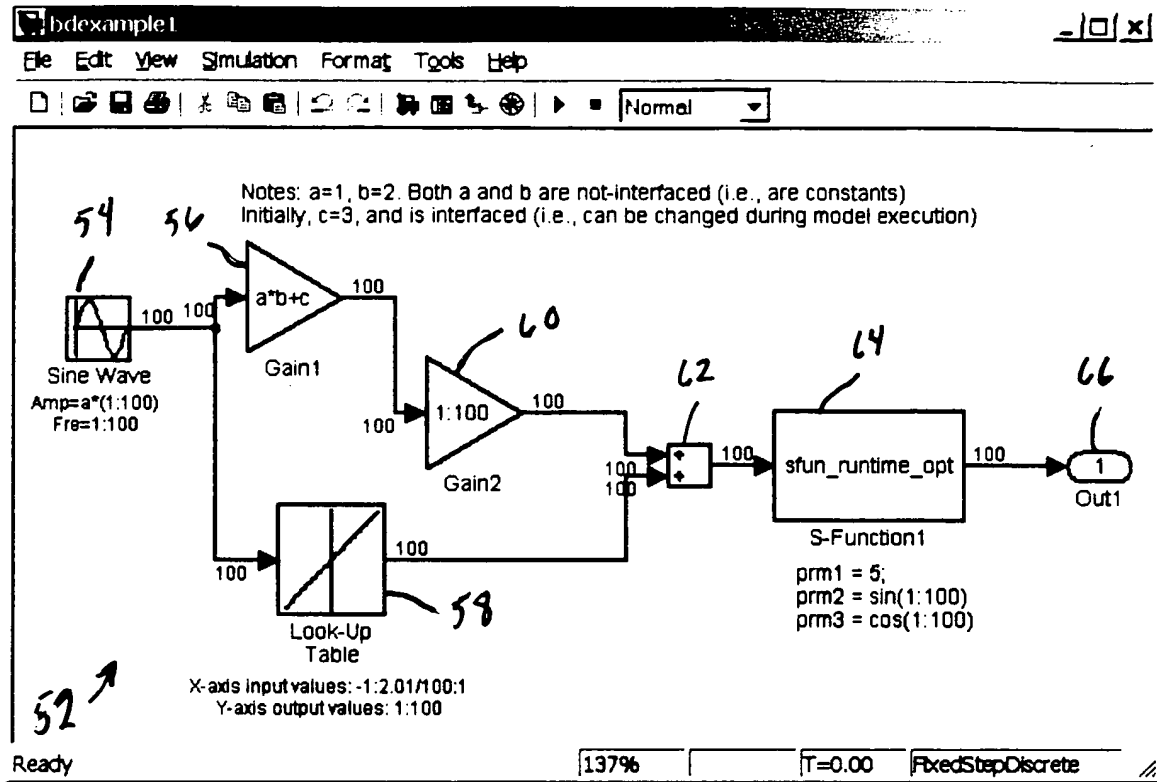 bdexample1
File Edit View Simulation Format Tools Help
Normal
Notes: a=1, b=2. Both a and b are not-interfaced (i.e., are constants)
Initially, c=3, and is interfaced (i.e., can be changed during model execution)
54
56
a*b+c
100
100
100
Gain1
60
Sine Wave
Amp=a*(1:100)
Fre=1:100
1:100
100
100
Gain2
62
64
66
+
+
100
100
100
sfun_runtime_opt
100
1
Out1
S-Function1
prm1 = 5;
prm2 = sin(1:100)
prm3 = cos(1:100)
100
100
58
Look-Up
Table
X-axis input values: -1:2.01/100:1
Y-axis output values: 1:100
52
Ready
137%
T=0.00
FixedStepDiscrete